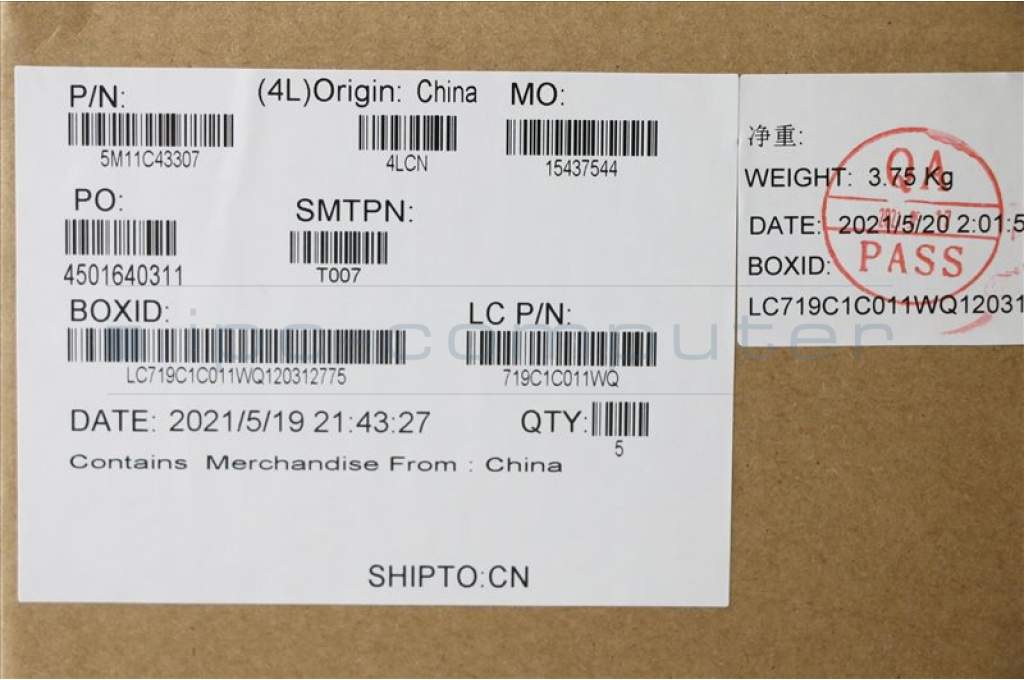 P/N:
5M11C43307
(4L)Origin: China
4LCN
MO:
15437544
PO:
4501640311
SMTPN:
T007
BOXID:
LC719C1C011WQ120312775
LC P/N:
719C1C011WQ
DATE: 2021/5/19 21:43:27
QTY:
5
Contains Merchandise From : China
SHIPTO:CN
净重:
WEIGHT: 3.75 Kg
DATE: 2021/5/20 2:01:5
BOXID:
LC719C1C011WQ12031
QA
PASS
ipc-computer